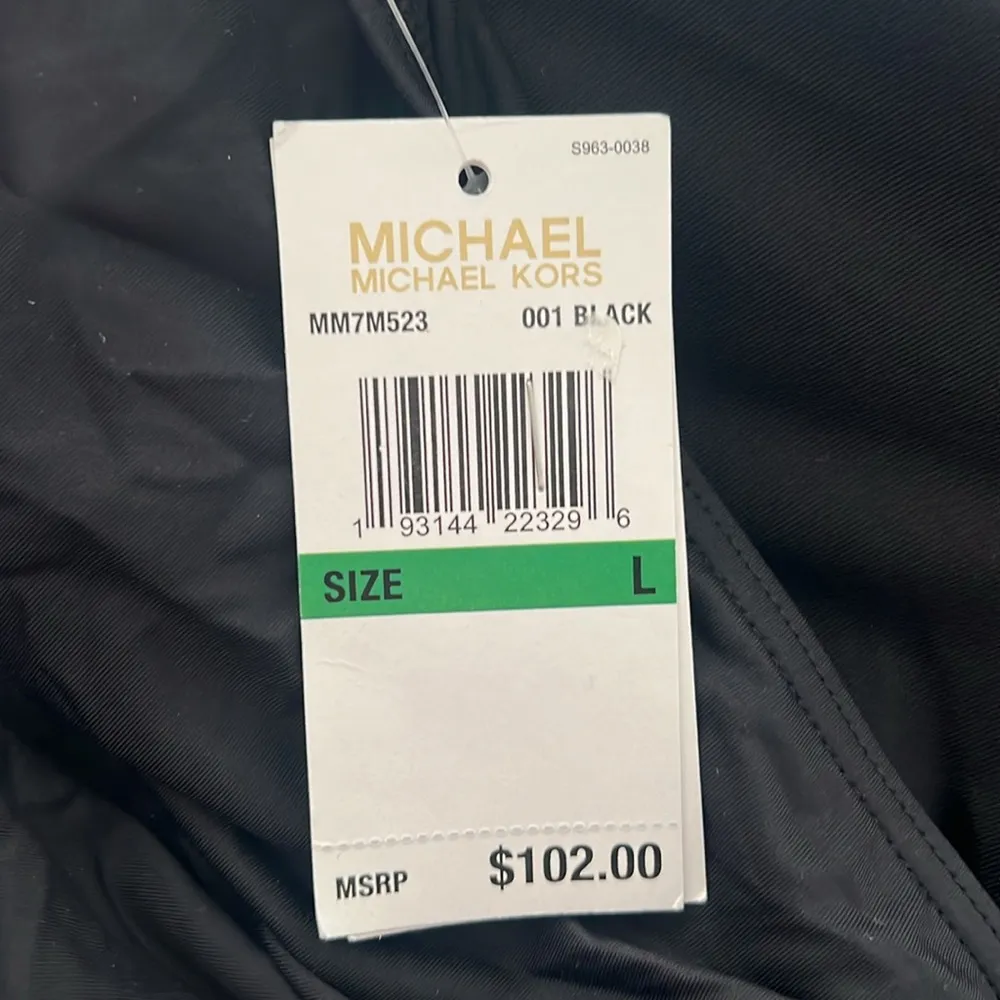 S963-0038
MICHAEL
MICHAEL KORS
MM7M523 001 BLACK
1 93144 22329 6
SIZE L
MSRP $102.00